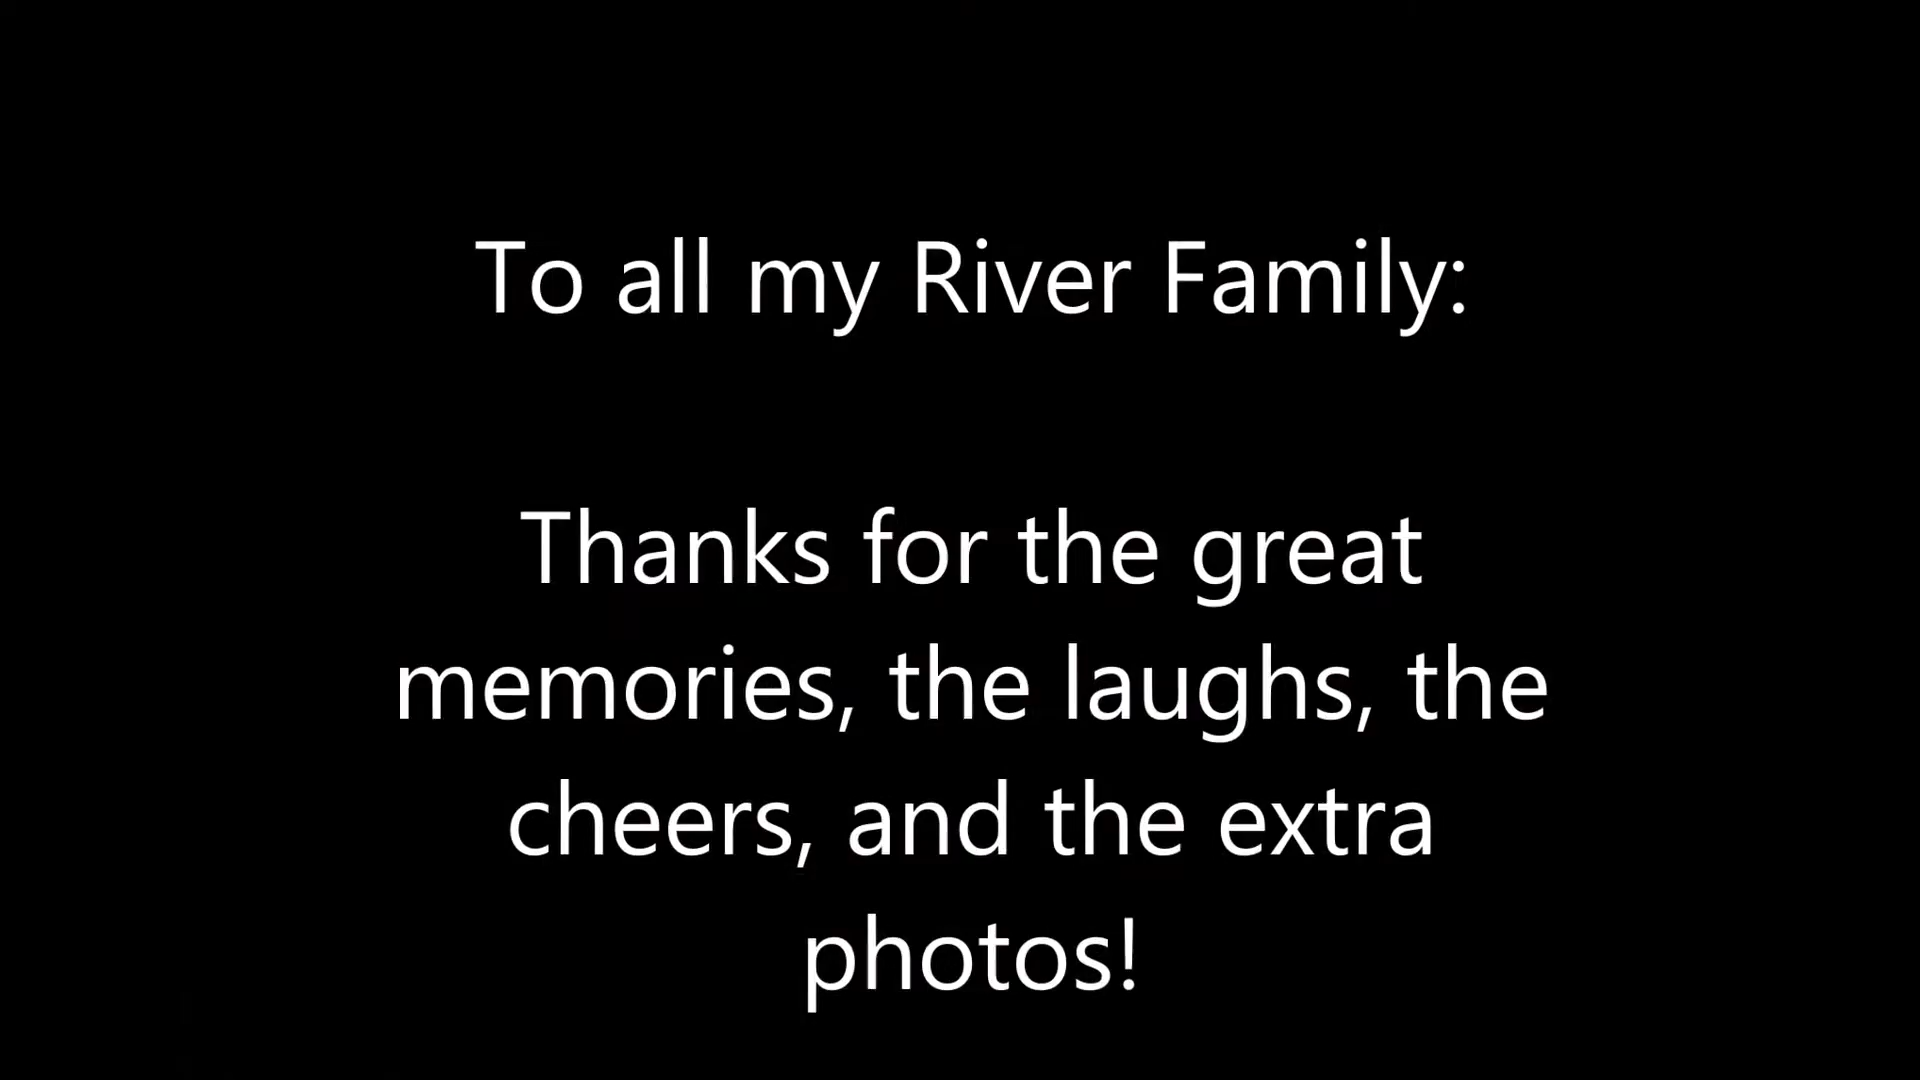 To all my River Family:
Thanks for the great
memories, the laughs, the
cheers, and the extra
photos!